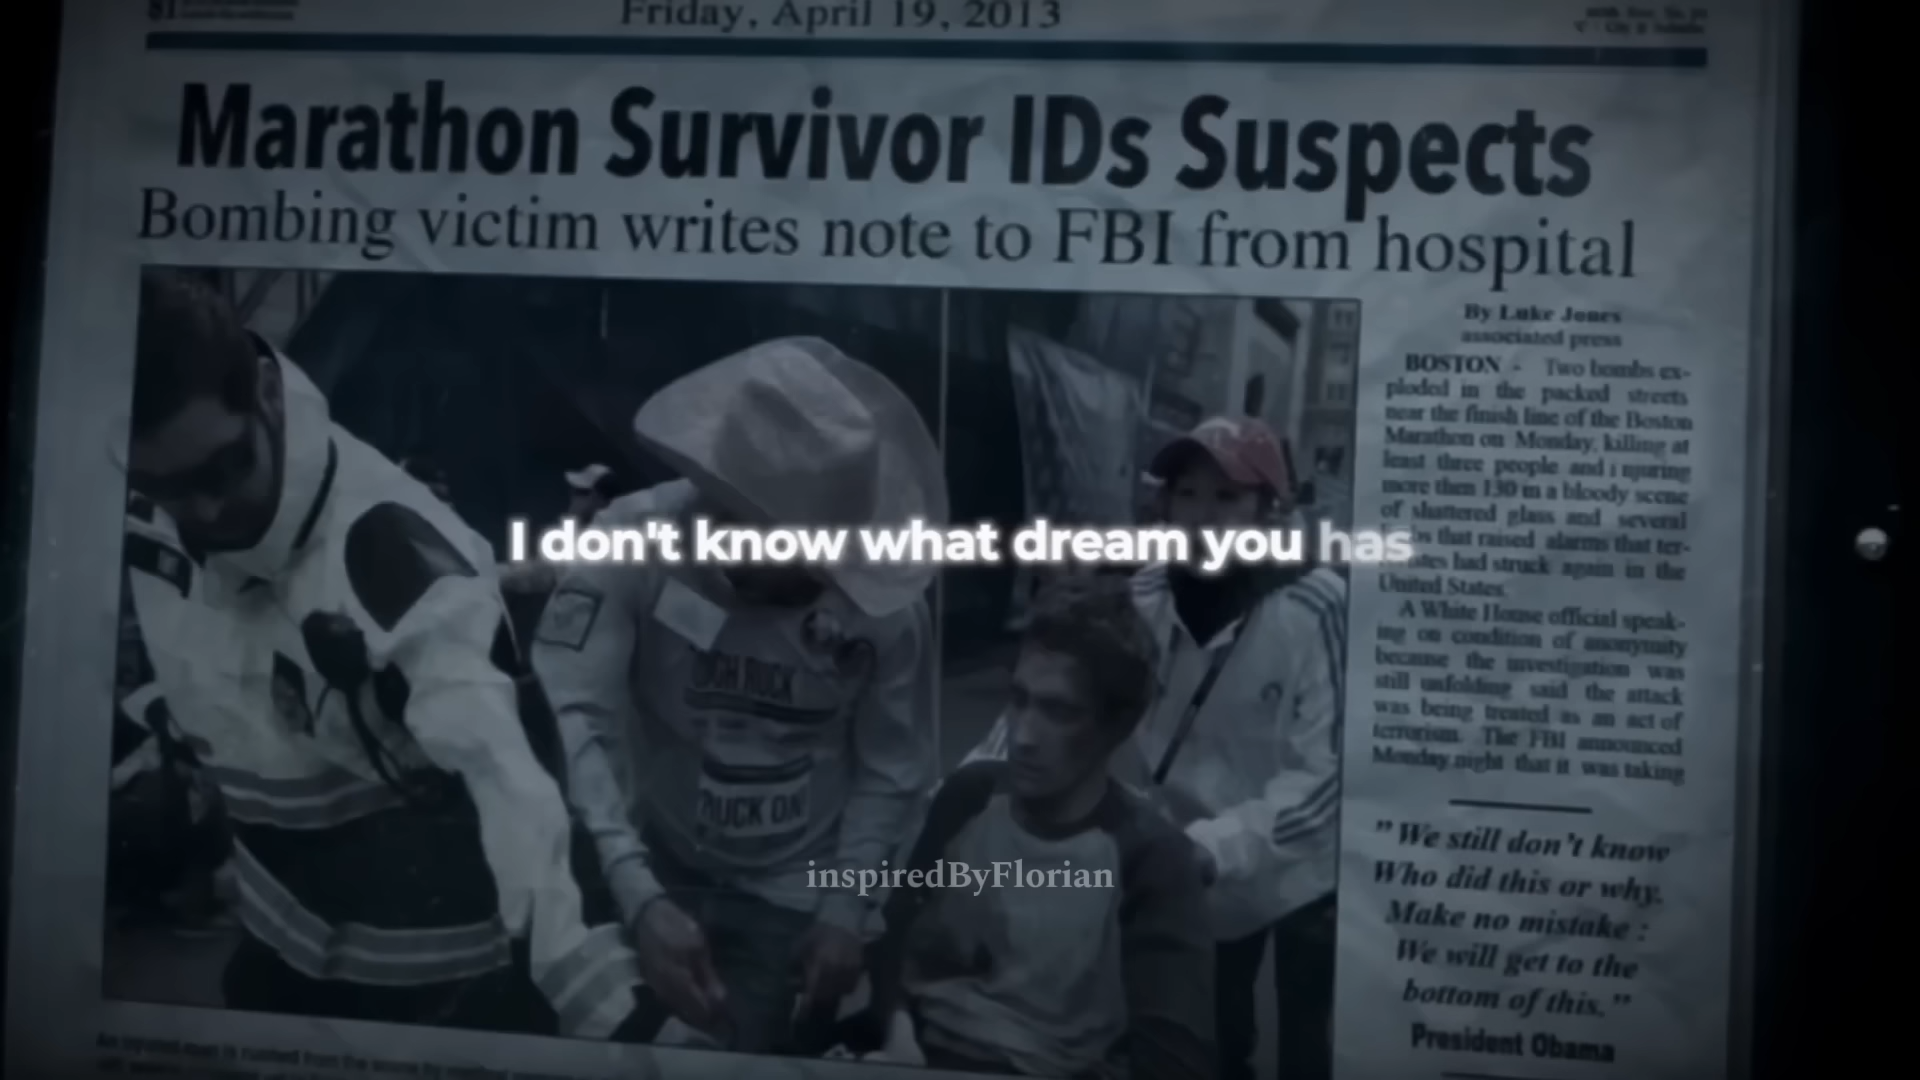 Friday, April 19, 2013
Marathon Survivor IDs Suspects
Bombing victim writes note to FBI from hospital
By Luke Jones
associated press
BOSTON - Two bombs ex-
ploded in the packed streets
near the finish line of the Boston
Marathon on Monday, killing at
least three people and injuring
more then 130 in a bloody scene
of shattered glass and several
that raised alarms that ter-
had struck again in the
United States.
A White House official speak-
ing on condition of anonymity
because the investigation was
still unfolding said the attack
was being treated as an act of
terrorism. The FBI announced
Monday night that it was taking
I don't know what dream you has
RUCK
RUCK ON
inspiredByFlorian
"We still don't know
Who did this or why.
Make no mistake :
We will get to the
bottom of this."
President Obama